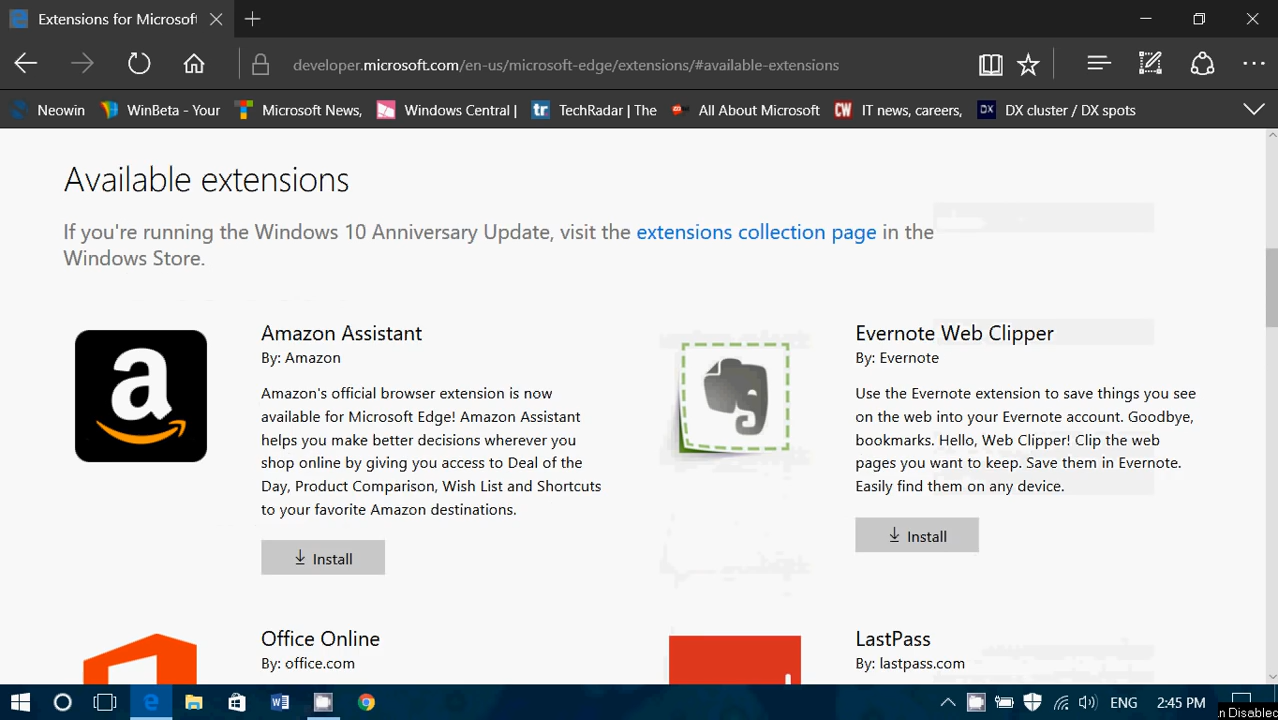 Extensions for Microsoft
developer.microsoft.com/en-us/microsoft-edge/extensions/#available-extensions
Neowin WinBeta - Your Microsoft News, Windows Central | TechRadar | The All About Microsoft IT news, careers, DX cluster / DX spots
Available extensions
If you're running the Windows 10 Anniversary Update, visit the extensions collection page in the
Windows Store.
Amazon Assistant
By: Amazon
Amazon's official browser extension is now
available for Microsoft Edge! Amazon Assistant
helps you make better decisions wherever you
shop online by giving you access to Deal of the
Day, Product Comparison, Wish List and Shortcuts
to your favorite Amazon destinations.
Install
Evernote Web Clipper
By: Evernote
Use the Evernote extension to save things you see
on the web into your Evernote account. Goodbye,
bookmarks. Hello, Web Clipper! Clip the web
pages you want to keep. Save them in Evernote.
Easily find them on any device.
Install
Office Online
By: office.com
LastPass
By: lastpass.com
ENG 2:45 PM
n Disabled